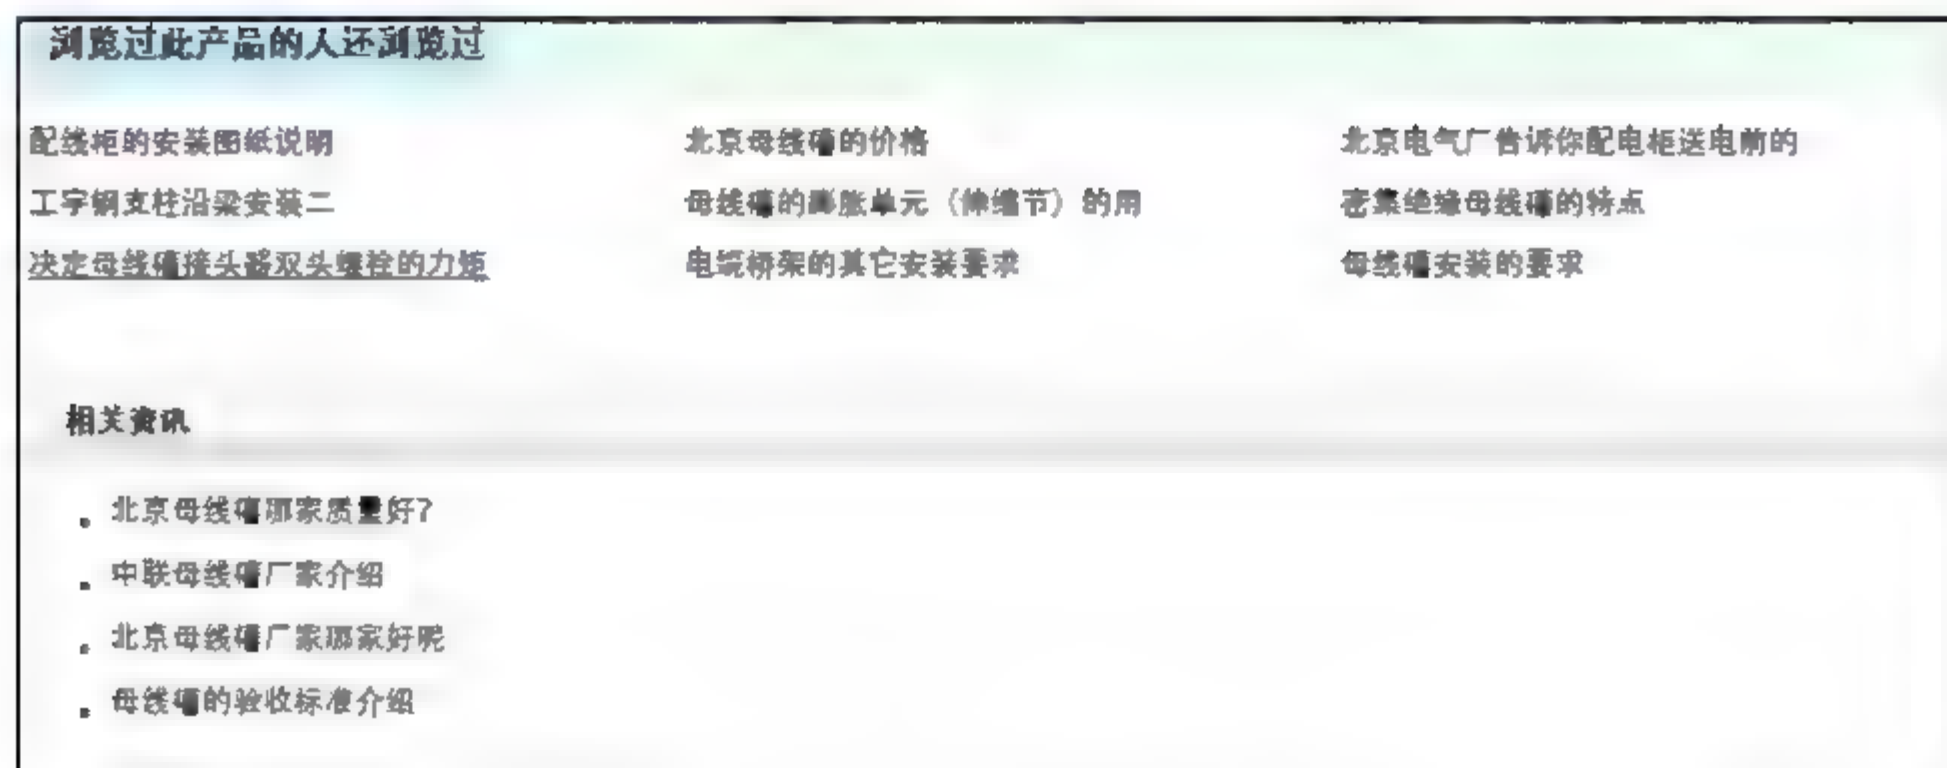 浏览过此产品的人还浏览过
配线柜的安装图纸说明 北京母线槽的价格 北京电气厂告诉你配电柜送电前的
工字钢支柱沿梁安装二 母线槽的膨胀单元（伸缩节）的用 密集绝缘母线槽的特点
决定母线槽接头器双头螺栓的力矩 电缆桥架的其它安装要求 母线槽安装的要求
相关资讯
北京母线槽哪家质量好?
中联母线槽厂家介绍
北京母线槽厂家哪家好呢
母线槽的验收标准介绍